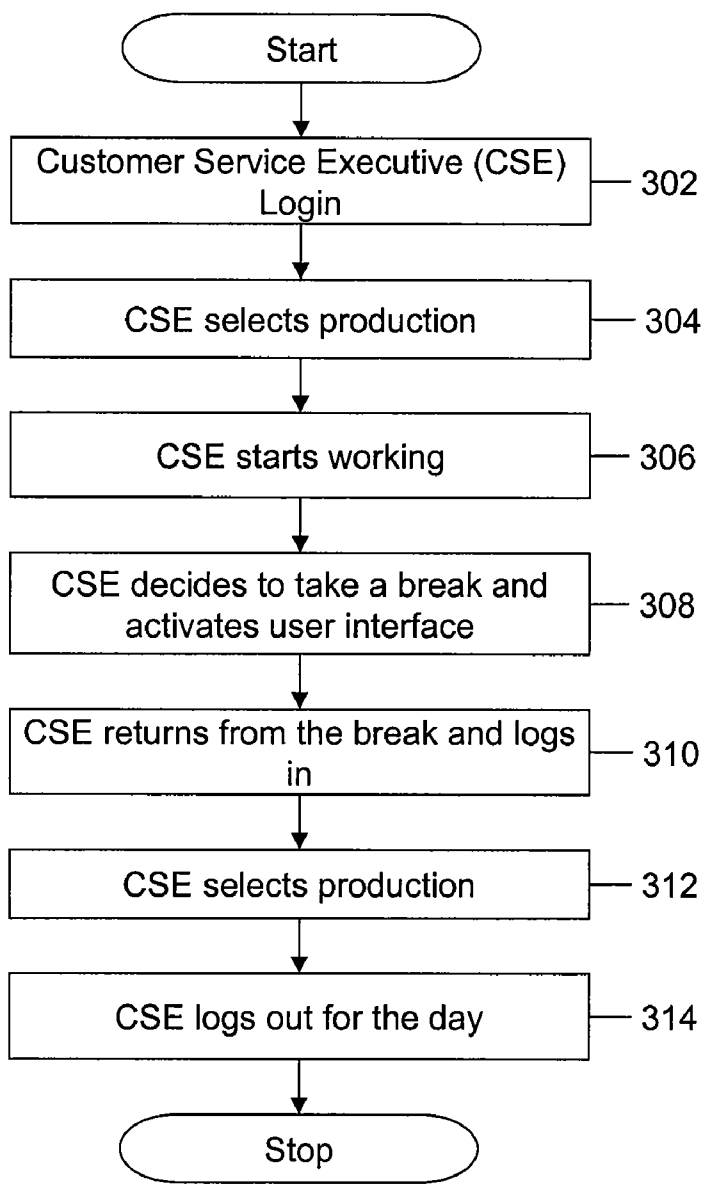 Start
Customer Service Executive (CSE)
Login
302
CSE selects production
304
CSE starts working
306
CSE decides to take a break and
activates user interface
308
CSE returns from the break and logs
in
310
CSE selects production
312
CSE logs out for the day
314
Stop